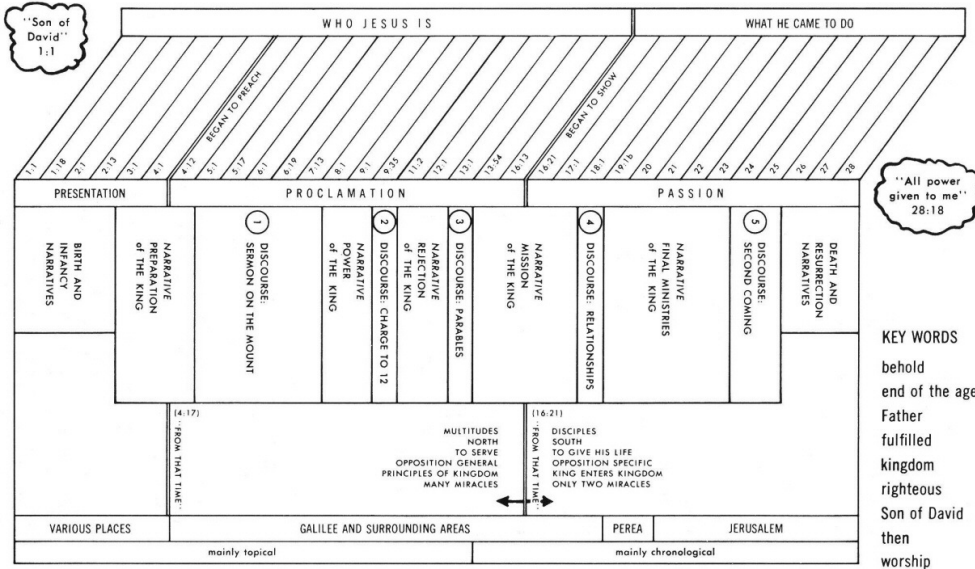 "Son of
David"
1:1
WHO JESUS IS
WHAT HE CAME TO DO
BEGAN TO PREACH
BEGAN TO SHOW
1:1
1:18
2:1
2:13
3:1
4:1
4:12
5:1
5:17
6:1
6:19
7:13
8:1
9:1
9:35
11:2
12:1
13:1
13:54
16:13
16:21
17:1
18:1
19:1b
20
21
22
23
24
25
26
27
28
PRESENTATION
PROCLAMATION
PASSION
"All power
given to me"
28:18
BIRTH AND
INFANCY
NARRATIVES
NARRATIVE
PREPARATION
of THE KING
1
DISCOURSE:
SERMON ON THE MOUNT
NARRATIVE
POWER
of THE KING
2
DISCOURSE: CHARGE TO 12
NARRATIVE
REJECTION
of THE KING
3
DISCOURSE: PARABLES
NARRATIVE
MISSION
of THE KING
4
DISCOURSE: RELATIONSHIPS
NARRATIVE
FINAL MINISTRIES
of THE KING
5
DISCOURSE:
SECOND COMING
DEATH AND
RESURRECTION
NARRATIVES
(4:17)
"FROM THAT TIME"
MULTITUDES
NORTH
TO SERVE
OPPOSITION GENERAL
PRINCIPLES OF KINGDOM
MANY MIRACLES
(16:21)
"FROM THAT TIME"
DISCIPLES
SOUTH
TO GIVE HIS LIFE
OPPOSITION SPECIFIC
KING ENTERS KINGDOM
ONLY TWO MIRACLES
VARIOUS PLACES
GALILEE AND SURROUNDING AREAS
PEREA
JERUSALEM
mainly topical
mainly chronological
KEY WORDS
behold
end of the age
Father
fulfilled
kingdom
righteous
Son of David
then
worship